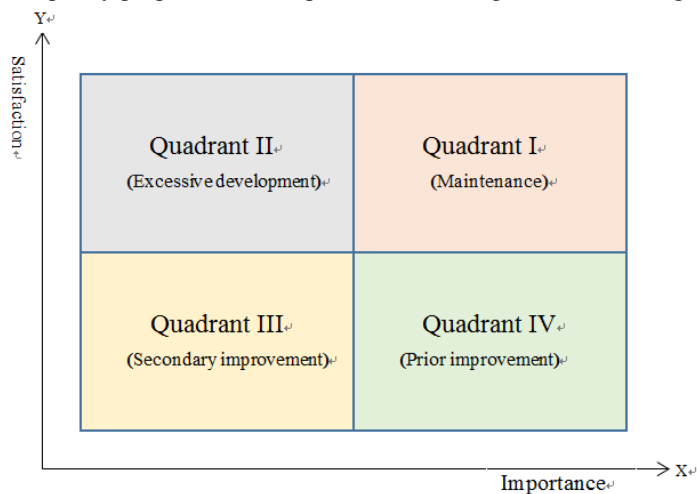 Y
Satisfaction
Quadrant II
(Excessive development)
Quadrant I
(Maintenance)
Quadrant III
(Secondary improvement)
Quadrant IV
(Prior improvement)
X
Importance